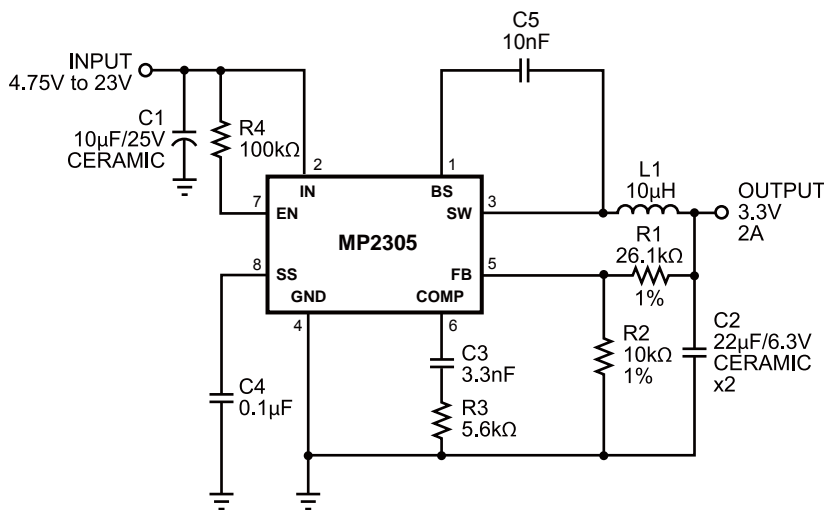 C5
10nF
INPUT
4.75V to 23V
C1
10µF/25V
CERAMIC
R4
100kΩ
2
1
IN
BS
L1
10µH
OUTPUT
3.3V
2A
7
EN
SW
3
MP2305
R1
26.1kΩ
1%
8
SS
FB
5
GND
COMP
4
6
R2
10kΩ
1%
C2
22µF/6.3V
CERAMIC
x2
C3
3.3nF
C4
0.1µF
R3
5.6kΩ